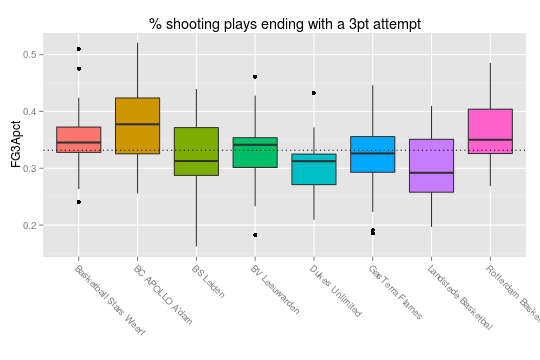 % shooting plays ending with a 3pt attempt
FG3Apct
0.5
0.4
0.3
0.2
Basketball Stars Weert
BC APOLLO A'dam
BS Leiden
BV Leeuwarden
Dukes Unlimited
GasTerra Flames
Landstede Basketbal
Rotterdam Baske